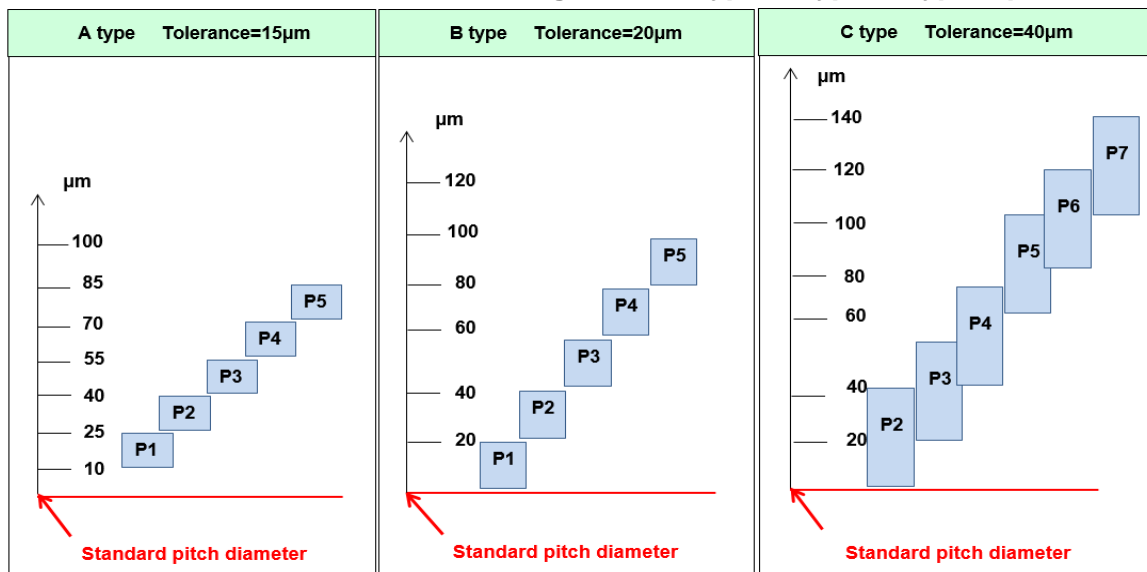 A type Tolerance=15µm
µm
100
85
70
55
40
25
10
P5
P4
P3
P2
P1
Standard pitch diameter
B type Tolerance=20µm
µm
120
100
80
60
40
20
P5
P4
P3
P2
P1
Standard pitch diameter
C type Tolerance=40µm
µm
140
120
100
80
60
40
20
P7
P6
P5
P4
P3
P2
Standard pitch diameter